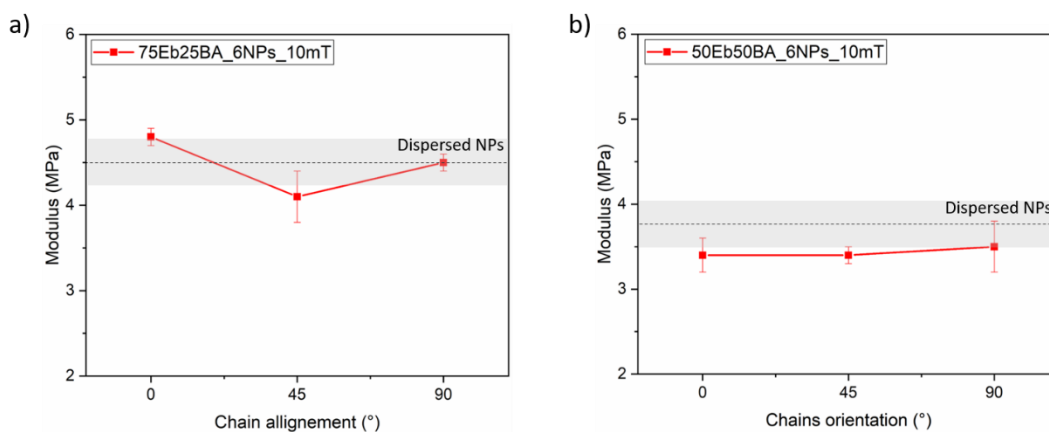 a)
75Eb25BA_6NPs_10mT
Dispersed NPs
Modulus (MPa)
6
5
4
3
2
0
45
90
Chain allignement (°)
b)
50Eb50BA_6NPs_10mT
Dispersed NPs
Modulus (MPa)
6
5
4
3
2
0
45
90
Chains orientation (°)